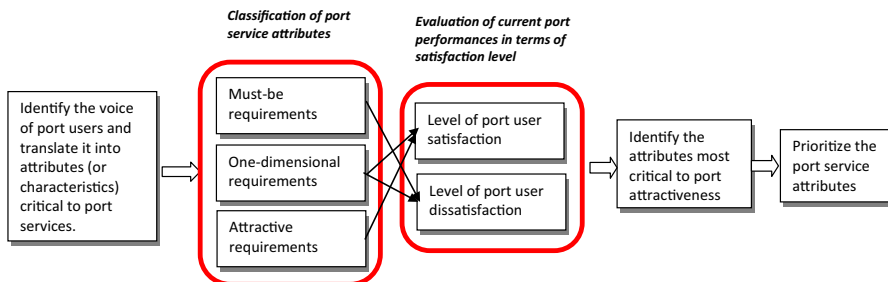 Classification of port
service attributes
Evaluation of current port
performances in terms of
satisfaction level
Identify the voice
of port users and
translate it into
attributes (or
characteristics)
critical to port
services.
Must-be
requirements
One-dimensional
requirements
Attractive
requirements
Level of port user
satisfaction
Level of port user
dissatisfaction
Identify the
attributes most
critical to port
attractiveness
Prioritize the
port service
attributes